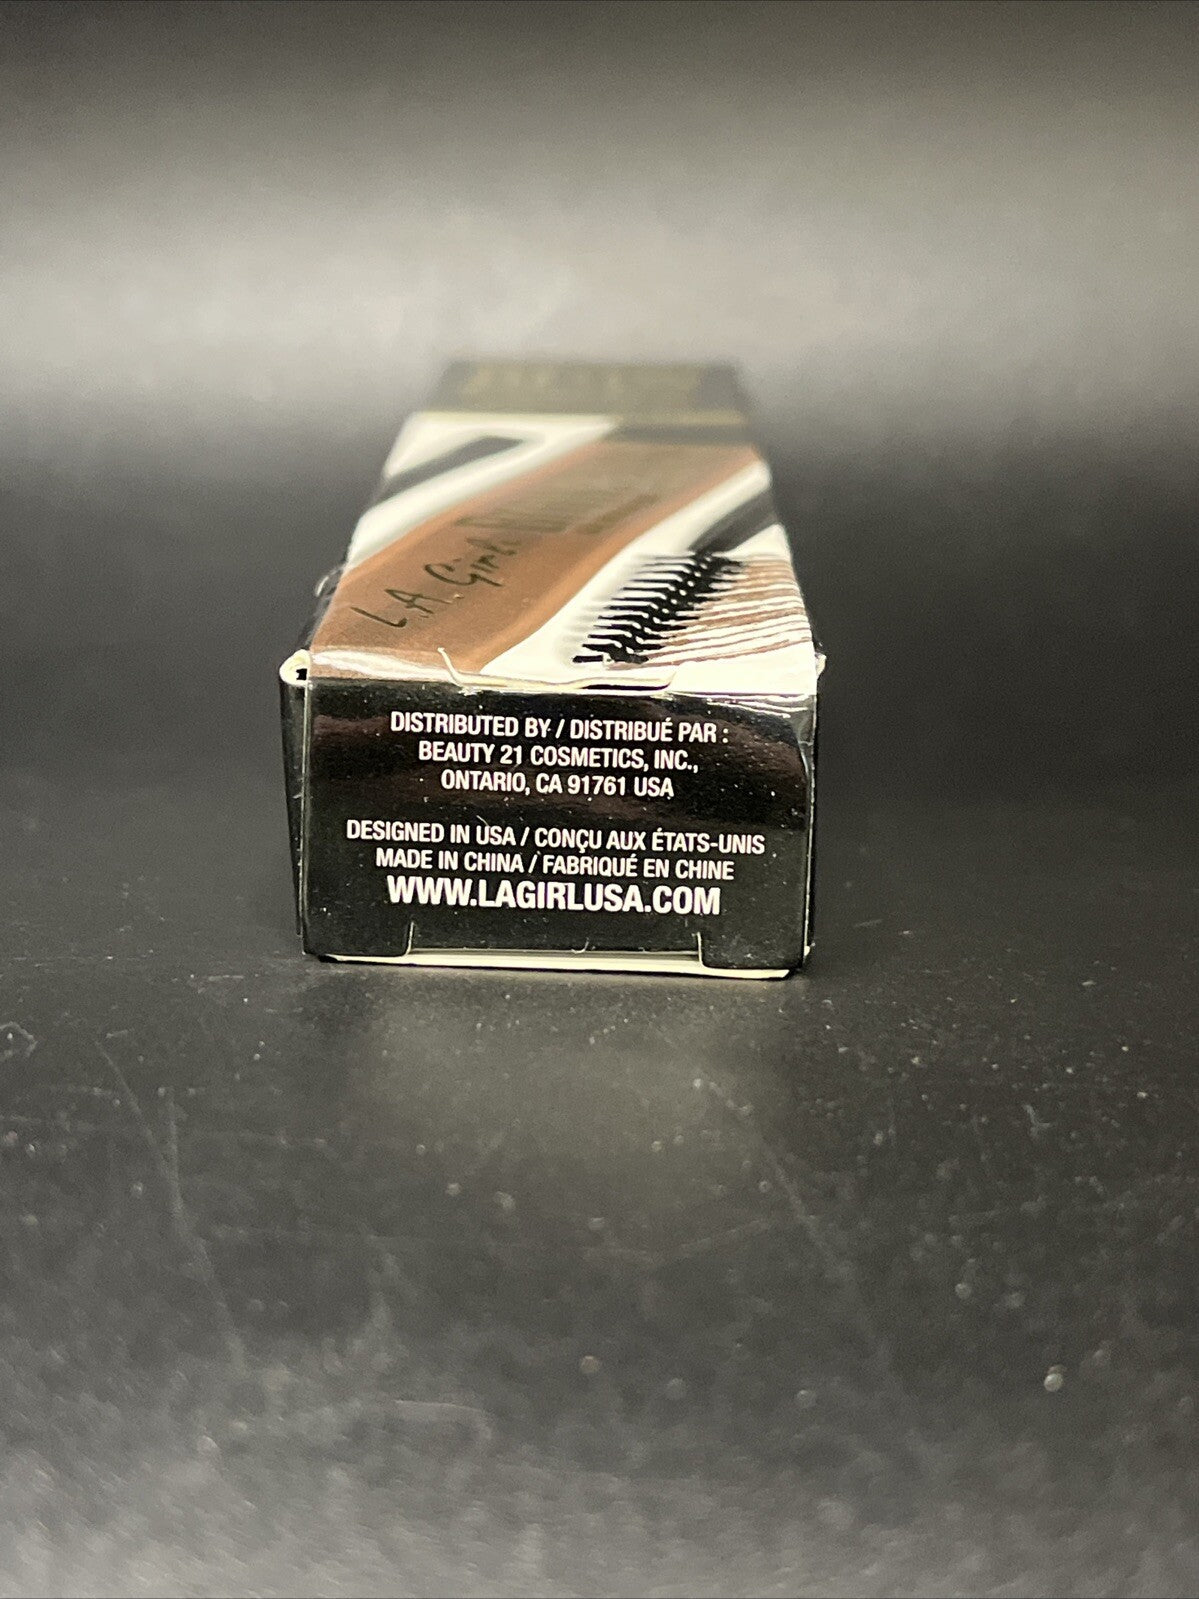 L.A. Girl
DISTRIBUTED BY / DISTRIBUÉ PAR :
BEAUTY 21 COSMETICS, INC.,
ONTARIO, CA 91761 USA
DESIGNED IN USA / CONÇU AUX ÉTATS-UNIS
MADE IN CHINA / FABRIQUÉ EN CHINE
WWW.LAGIRLUSA.COM